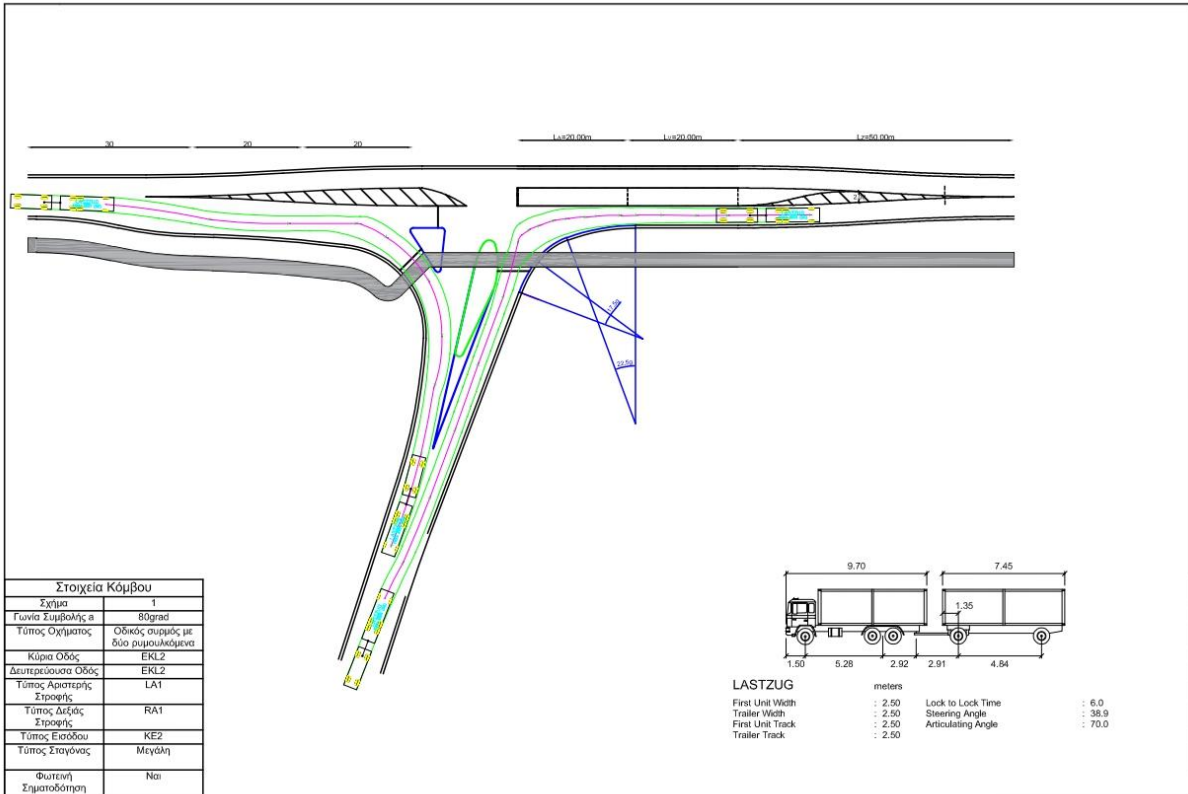 30
20
20
LA=20.00m
LV=20.00m
LZ=50.00m
17.5g
22.5g
Στοιχεία Κόμβου
Σχήμα 1
Γωνία Συμβολής a 80grad
Τύπος Οχήματος Οδικός συρμός με
δύο ρυμουλκόμενα
Κύρια Οδός EKL2
Δευτερεύουσα Οδός EKL2
Τύπος Αριστερής
Στροφής LA1
Τύπος Δεξιάς
Στροφής RA1
Τύπος Εισόδου KE2
Τύπος Σταγόνας Μεγάλη
Φωτεινή
Σηματοδότηση Ναι
9.70
7.45
1.35
1.50
5.28
2.92
2.91
4.84
LASTZUG meters
First Unit Width : 2.50 Lock to Lock Time : 6.0
Trailer Width : 2.50 Steering Angle : 38.9
First Unit Track : 2.50 Articulating Angle : 70.0
Trailer Track : 2.50